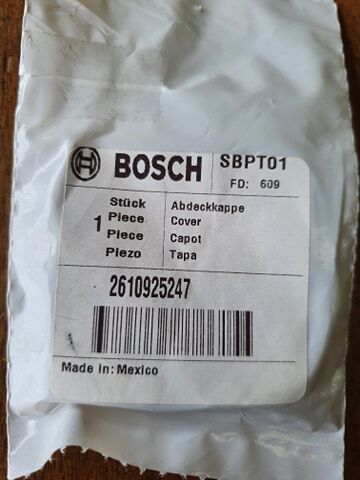 BOSCH
SBPT01
FD: 609
1
Stück Abdeckkappe
Piece Cover
Piece Capot
Piezo Tapa
2610925247
Made in: Mexico